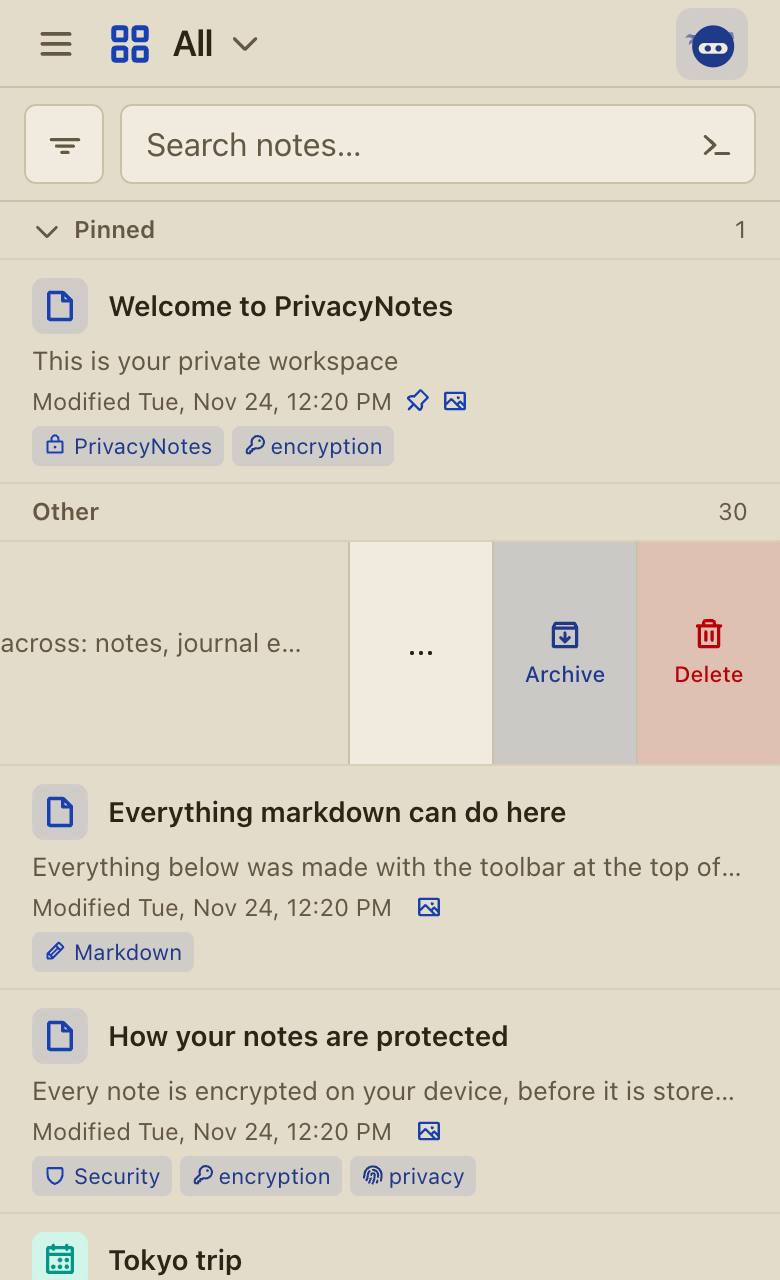 All
Search notes...
Pinned
1
Welcome to PrivacyNotes
This is your private workspace
Modified Tue, Nov 24, 12:20 PM
PrivacyNotes
encryption
Other
30
across: notes, journal e...
...
Archive
Delete
Everything markdown can do here
Everything below was made with the toolbar at the top of...
Modified Tue, Nov 24, 12:20 PM
Markdown
How your notes are protected
Every note is encrypted on your device, before it is store...
Modified Tue, Nov 24, 12:20 PM
Security
encryption
privacy
Tokyo trip